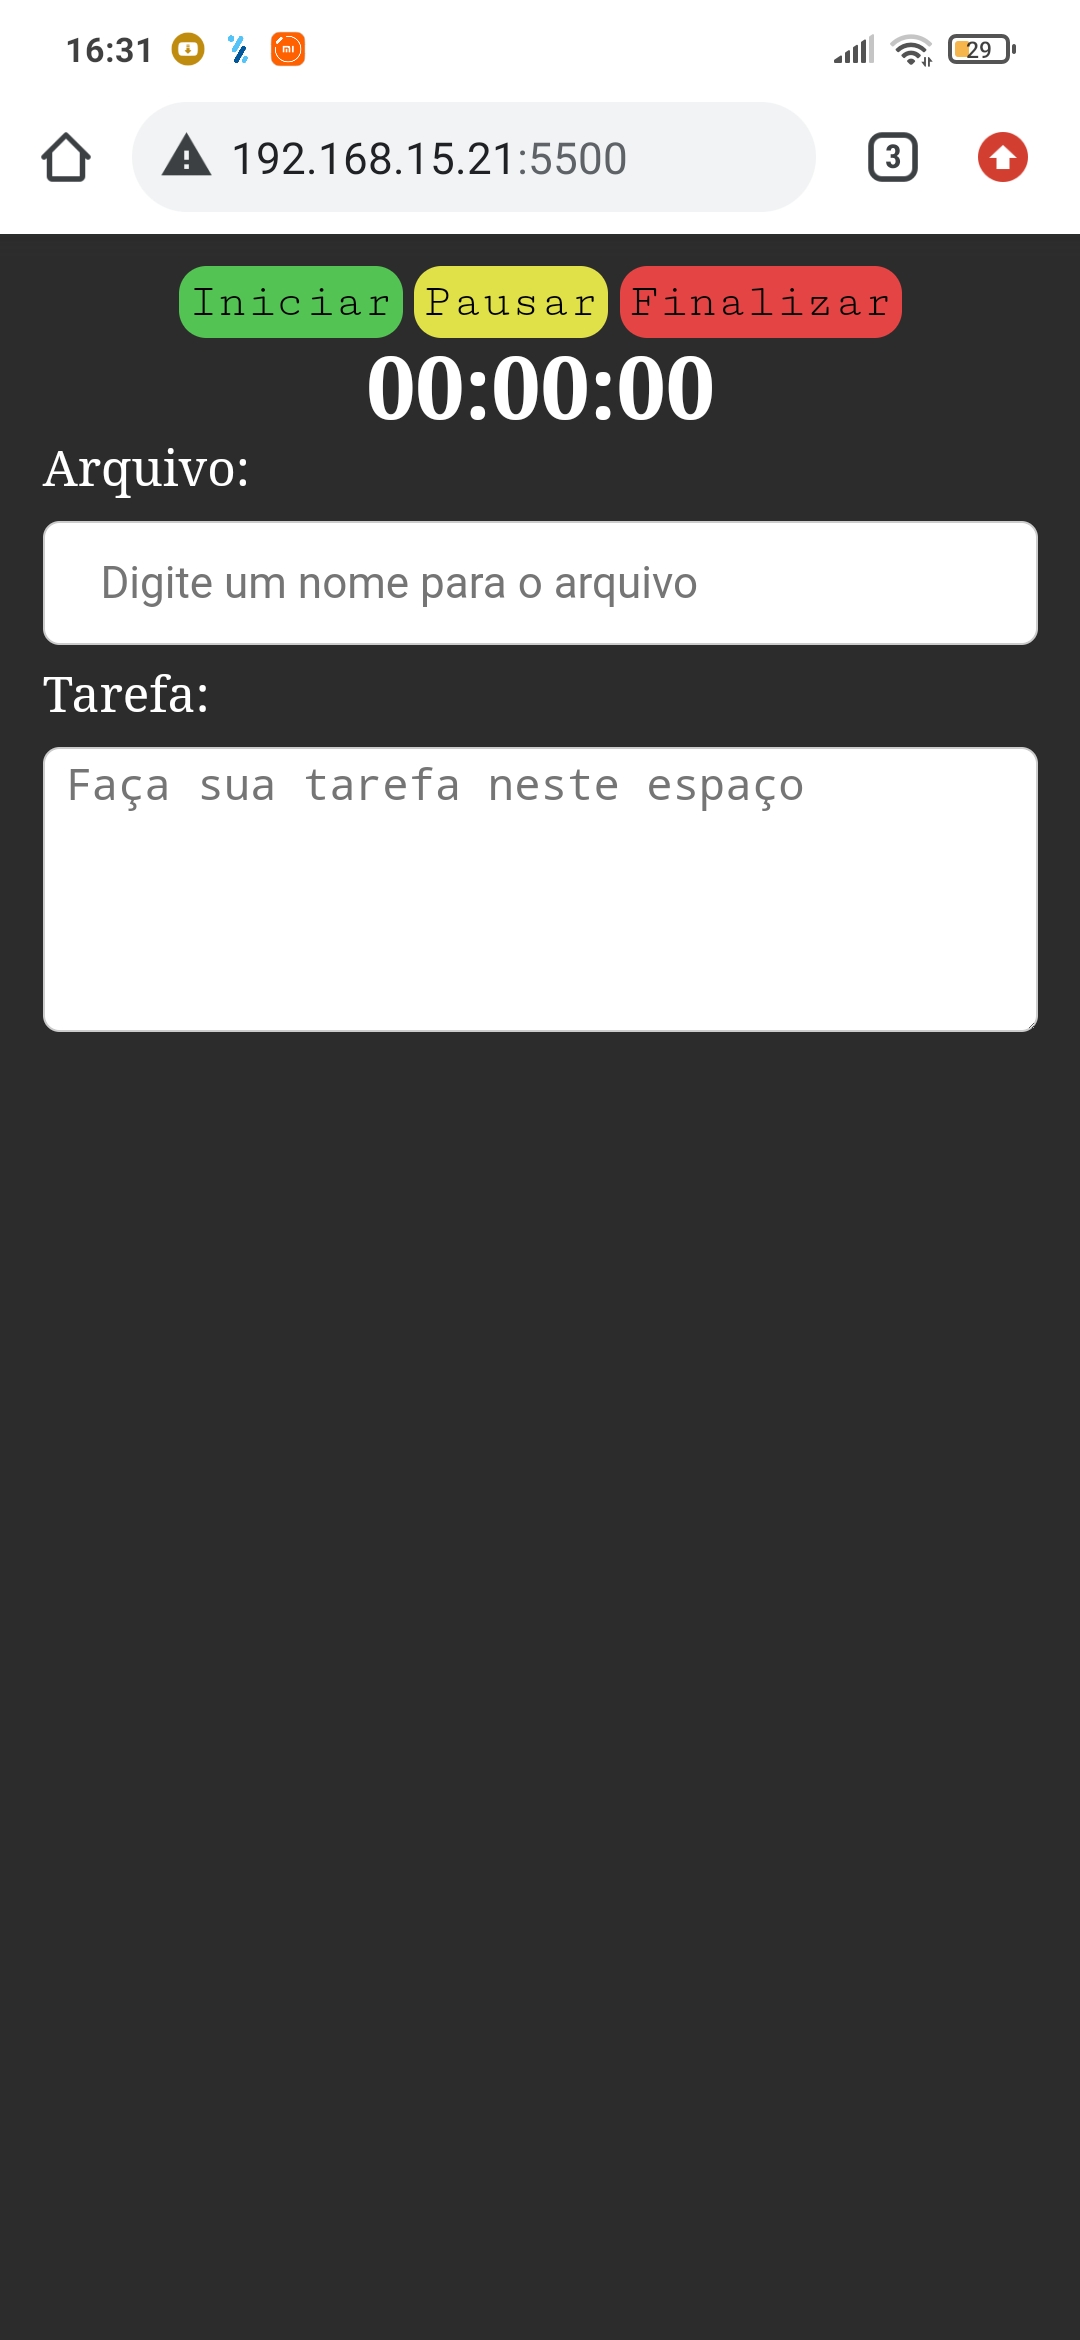 16:31
29
192.168.15.21:5500
3
Iniciar Pausar Finalizar
00:00:00
Arquivo:
Digite um nome para o arquivo
Tarefa:
Faça sua tarefa neste espaço